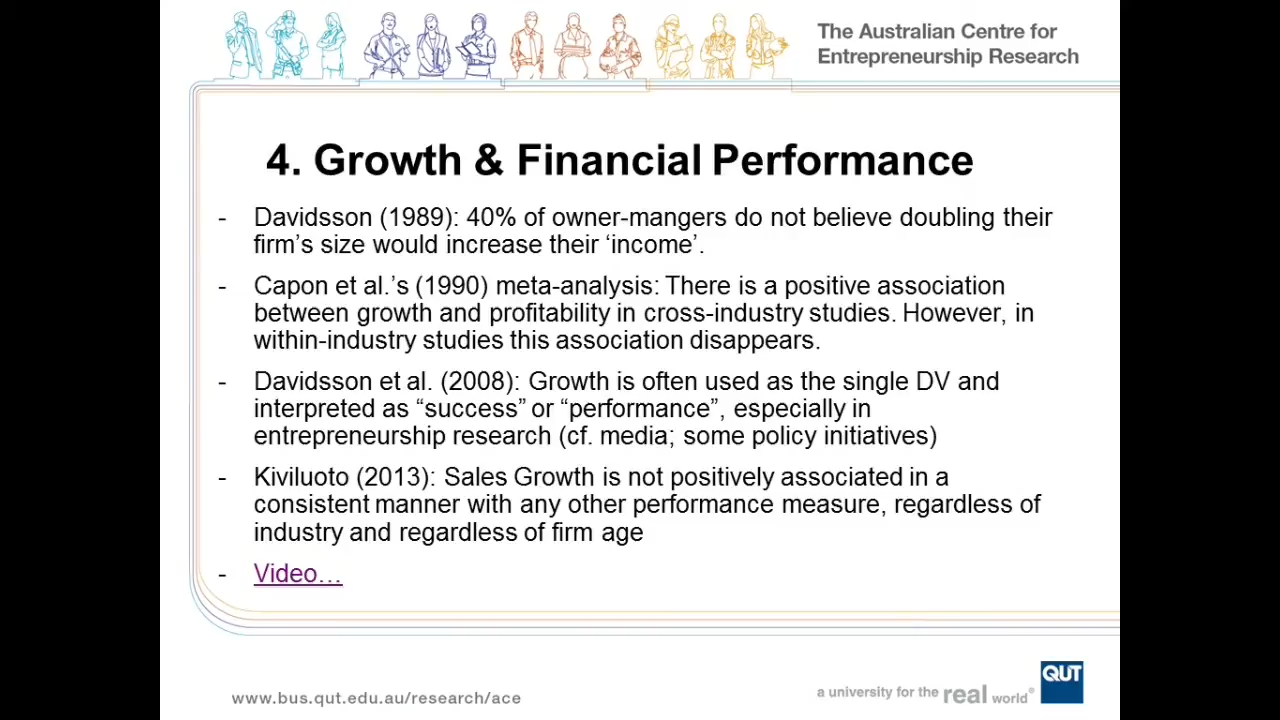 The Australian Centre for
Entrepreneurship Research
4. Growth & Financial Performance
- Davidsson (1989): 40% of owner-mangers do not believe doubling their
firm’s size would increase their ‘income’.
- Capon et al.’s (1990) meta-analysis: There is a positive association
between growth and profitability in cross-industry studies. However, in
within-industry studies this association disappears.
- Davidsson et al. (2008): Growth is often used as the single DV and
interpreted as “success” or “performance”, especially in
entrepreneurship research (cf. media; some policy initiatives)
- Kiviluoto (2013): Sales Growth is not positively associated in a
consistent manner with any other performance measure, regardless of
industry and regardless of firm age
- Video…
www.bus.qut.edu.au/research/ace
a university for the real world®
QUT